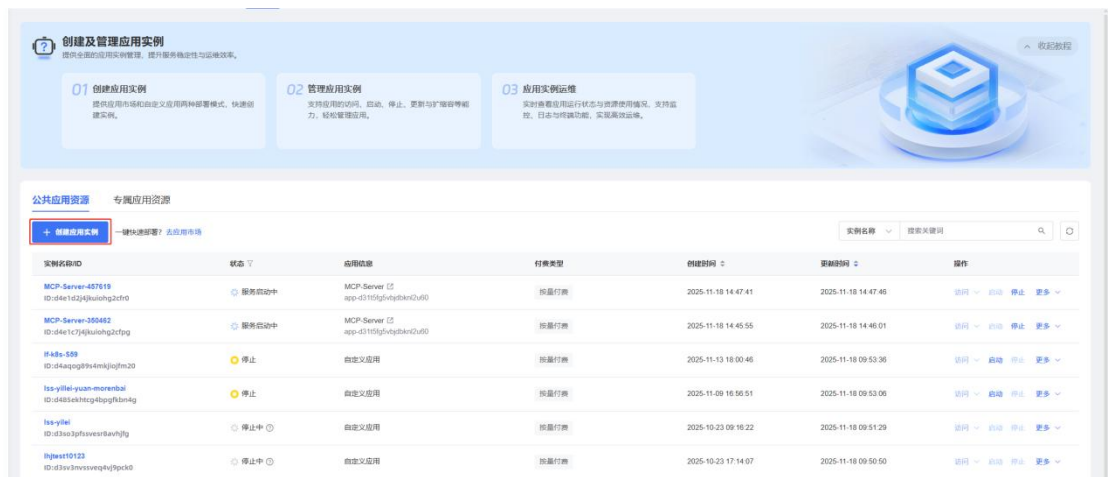 创建及管理应用实例
提供全面的应用实例管理，提升服务稳定性与运维效率。
收起教程
01 创建应用实例
提供应用市场和自定义应用两种部署模式，快速创
建实例。
02 管理应用实例
支持应用的访问、启动、停止、更新与扩缩容等能
力，轻松管理应用。
03 应用实例运维
实时查看应用运行状态与资源使用情况，支持监
控、日志与终端功能，实现高效运维。
公共应用资源 专属应用资源
+ 创建应用实例 一键快速部署？去应用市场 实例名称 搜索关键词
实例名称/ID 状态 应用信息 付费类型 创建时间 更新时间 操作
MCP-Server-457619 服务启动中 MCP-Server 按量付费 2025-11-18 14:47:41 2025-11-18 14:47:46 访问 启动 停止 更多
ID:d4e1d2j4jkuiohg2cfr0 app-d31t5fg5vbjdbknl2u60
MCP-Server-350462 服务启动中 MCP-Server 按量付费 2025-11-18 14:45:55 2025-11-18 14:46:01 访问 启动 停止 更多
ID:d4e1c7j4jkuiohg2cfpg app-d31t5fg5vbjdbknl2u60
lf-k8s-559 停止 自定义应用 按量付费 2025-11-13 18:00:46 2025-11-18 09:53:36 访问 启动 停止 更多
ID:d4aqog89s4mkjiojfm20
lss-yillei-yuan-morenbai 停止 自定义应用 按量付费 2025-11-09 16:56:51 2025-11-18 09:53:06 访问 启动 停止 更多
ID:d485ekhtcg4bpgfkbn4g
lss-yilei 停止中 自定义应用 按量付费 2025-10-23 09:16:22 2025-11-18 09:51:29 访问 启动 停止 更多
ID:d3so3pfssvesr8avhjfg
lhjtest10123 停止中 自定义应用 按量付费 2025-10-23 17:14:07 2025-11-18 09:50:50 访问 启动 停止 更多
ID:d3sv3nvssveq4vj9pck0